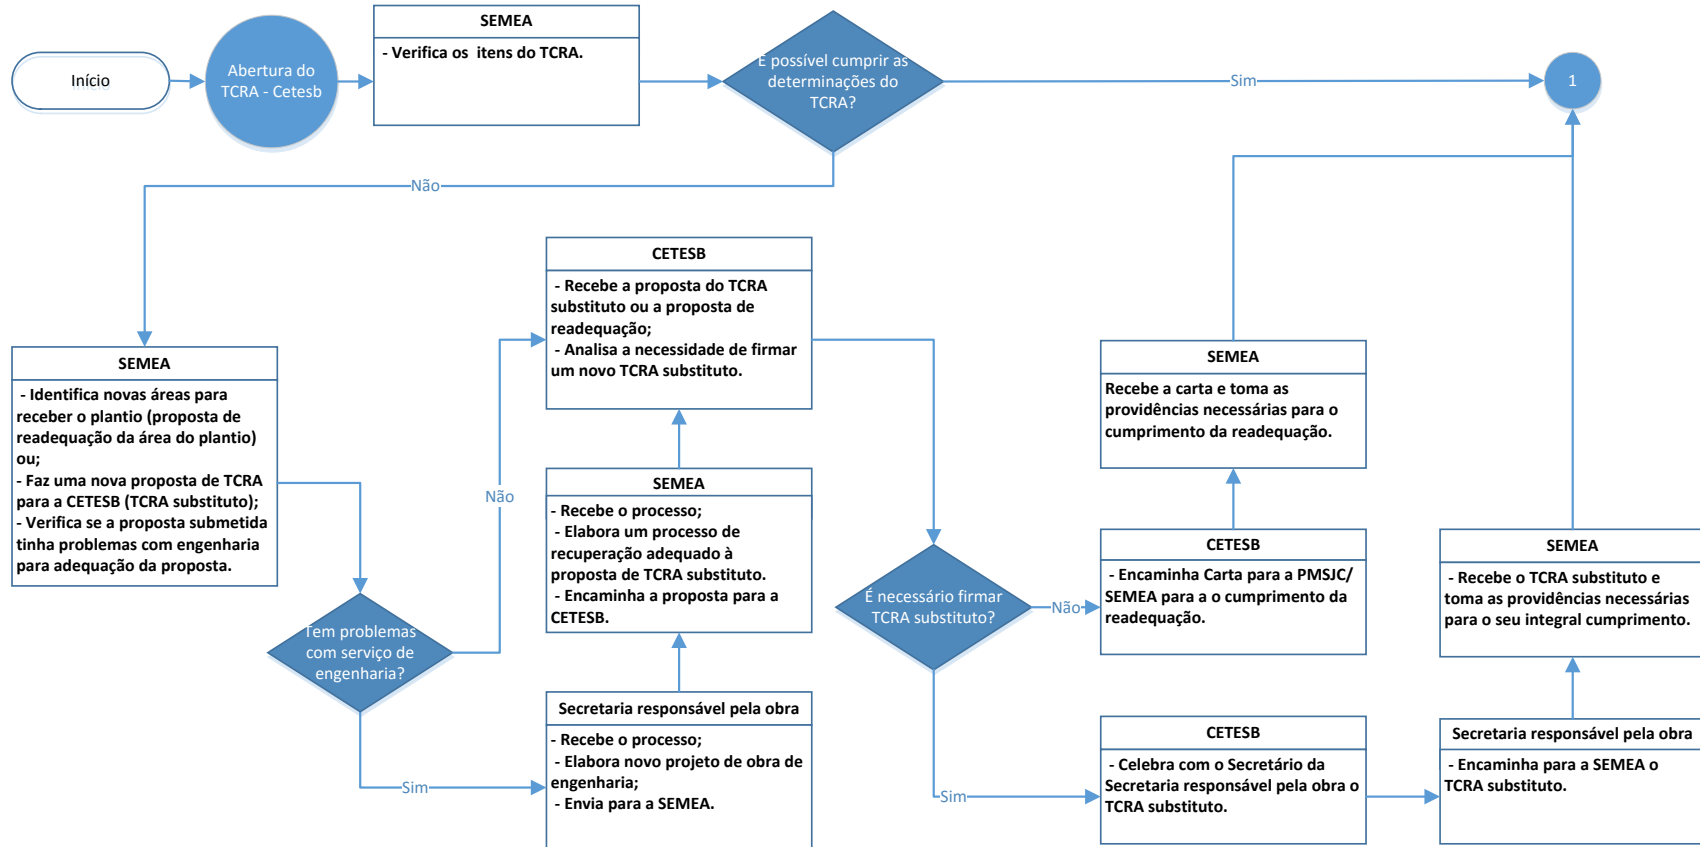 Início
Abertura do
TCRA - Cetesb
SEMEA
- Verifica os itens do TCRA.
É possível cumprir as
determinações do
TCRA?
Sim
1
Não
SEMEA
- Identifica novas áreas para
receber o plantio (proposta de
readequação da área do plantio)
ou;
- Faz uma nova proposta de TCRA
para a CETESB (TCRA substituto);
- Verifica se a proposta submetida
tinha problemas com engenharia
para adequação da proposta.
Tem problemas
com serviço de
engenharia?
Não
Sim
CETESB
- Recebe a proposta do TCRA
substituto ou a proposta de
readequação;
- Analisa a necessidade de firmar
um novo TCRA substituto.
SEMEA
- Recebe o processo;
- Elabora um processo de
recuperação adequado à
proposta de TCRA substituto.
- Encaminha a proposta para a
CETESB.
Secretaria responsável pela obra
- Recebe o processo;
- Elabora novo projeto de obra de
engenharia;
- Envia para a SEMEA.
É necessário firmar
TCRA substituto?
Não
Sim
SEMEA
Recebe a carta e toma as
providências necessárias para o
cumprimento da readequação.
CETESB
- Encaminha Carta para a PMSJC/
SEMEA para a o cumprimento da
readequação.
CETESB
- Celebra com o Secretário da
Secretaria responsável pela obra o
TCRA substituto.
SEMEA
- Recebe o TCRA substituto e
toma as providências necessárias
para o seu integral cumprimento.
Secretaria responsável pela obra
- Encaminha para a SEMEA o
TCRA substituto.